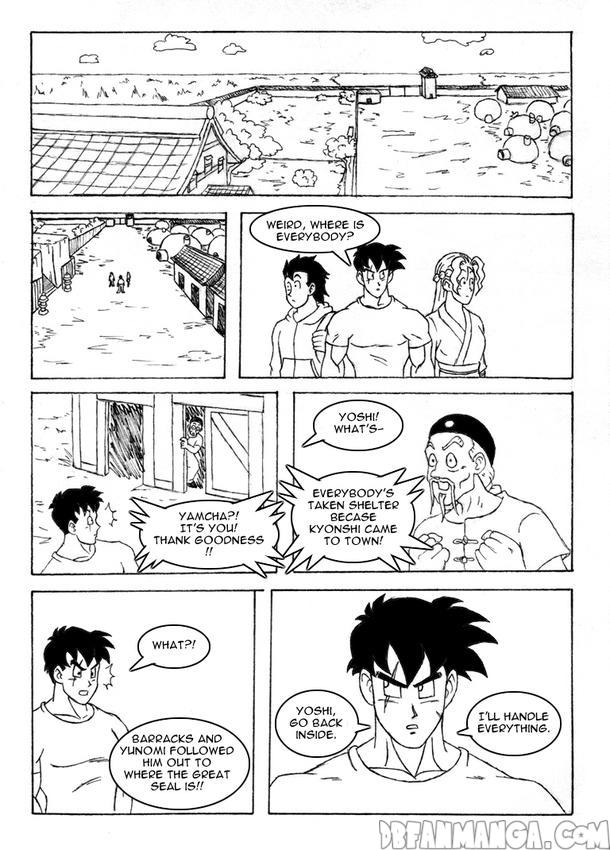 WEIRD, WHERE IS
EVERYBODY?
YAMCHA?!
IT'S YOU!
THANK GOODNESS
!!
YOSHI!
WHAT'S-
EVERYBODY'S
TAKEN SHELTER
BECASE
KYONSHI CAME
TO TOWN!
WHAT?!
BARRACKS AND
YUNOMI FOLLOWED
HIM OUT TO
WHERE THE GREAT
SEAL IS!!
YOSHI,
GO BACK
INSIDE.
I'LL HANDLE
EVERYTHING.
DBFANMANGA.COM